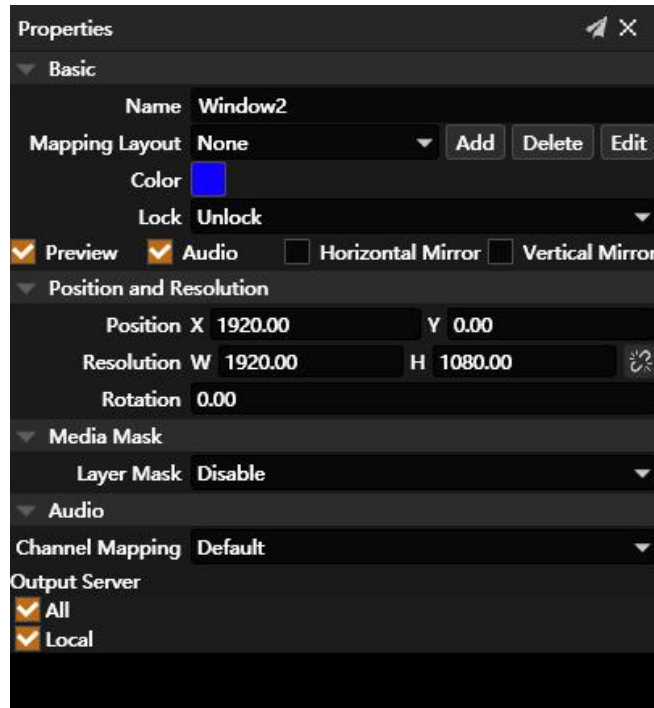 Properties
Basic
Name Window2
Mapping Layout None Add Delete Edit
Color
Lock Unlock
Preview Audio Horizontal Mirror Vertical Mirror
Position and Resolution
Position X 1920.00 Y 0.00
Resolution W 1920.00 H 1080.00
Rotation 0.00
Media Mask
Layer Mask Disable
Audio
Channel Mapping Default
Output Server
All
Local